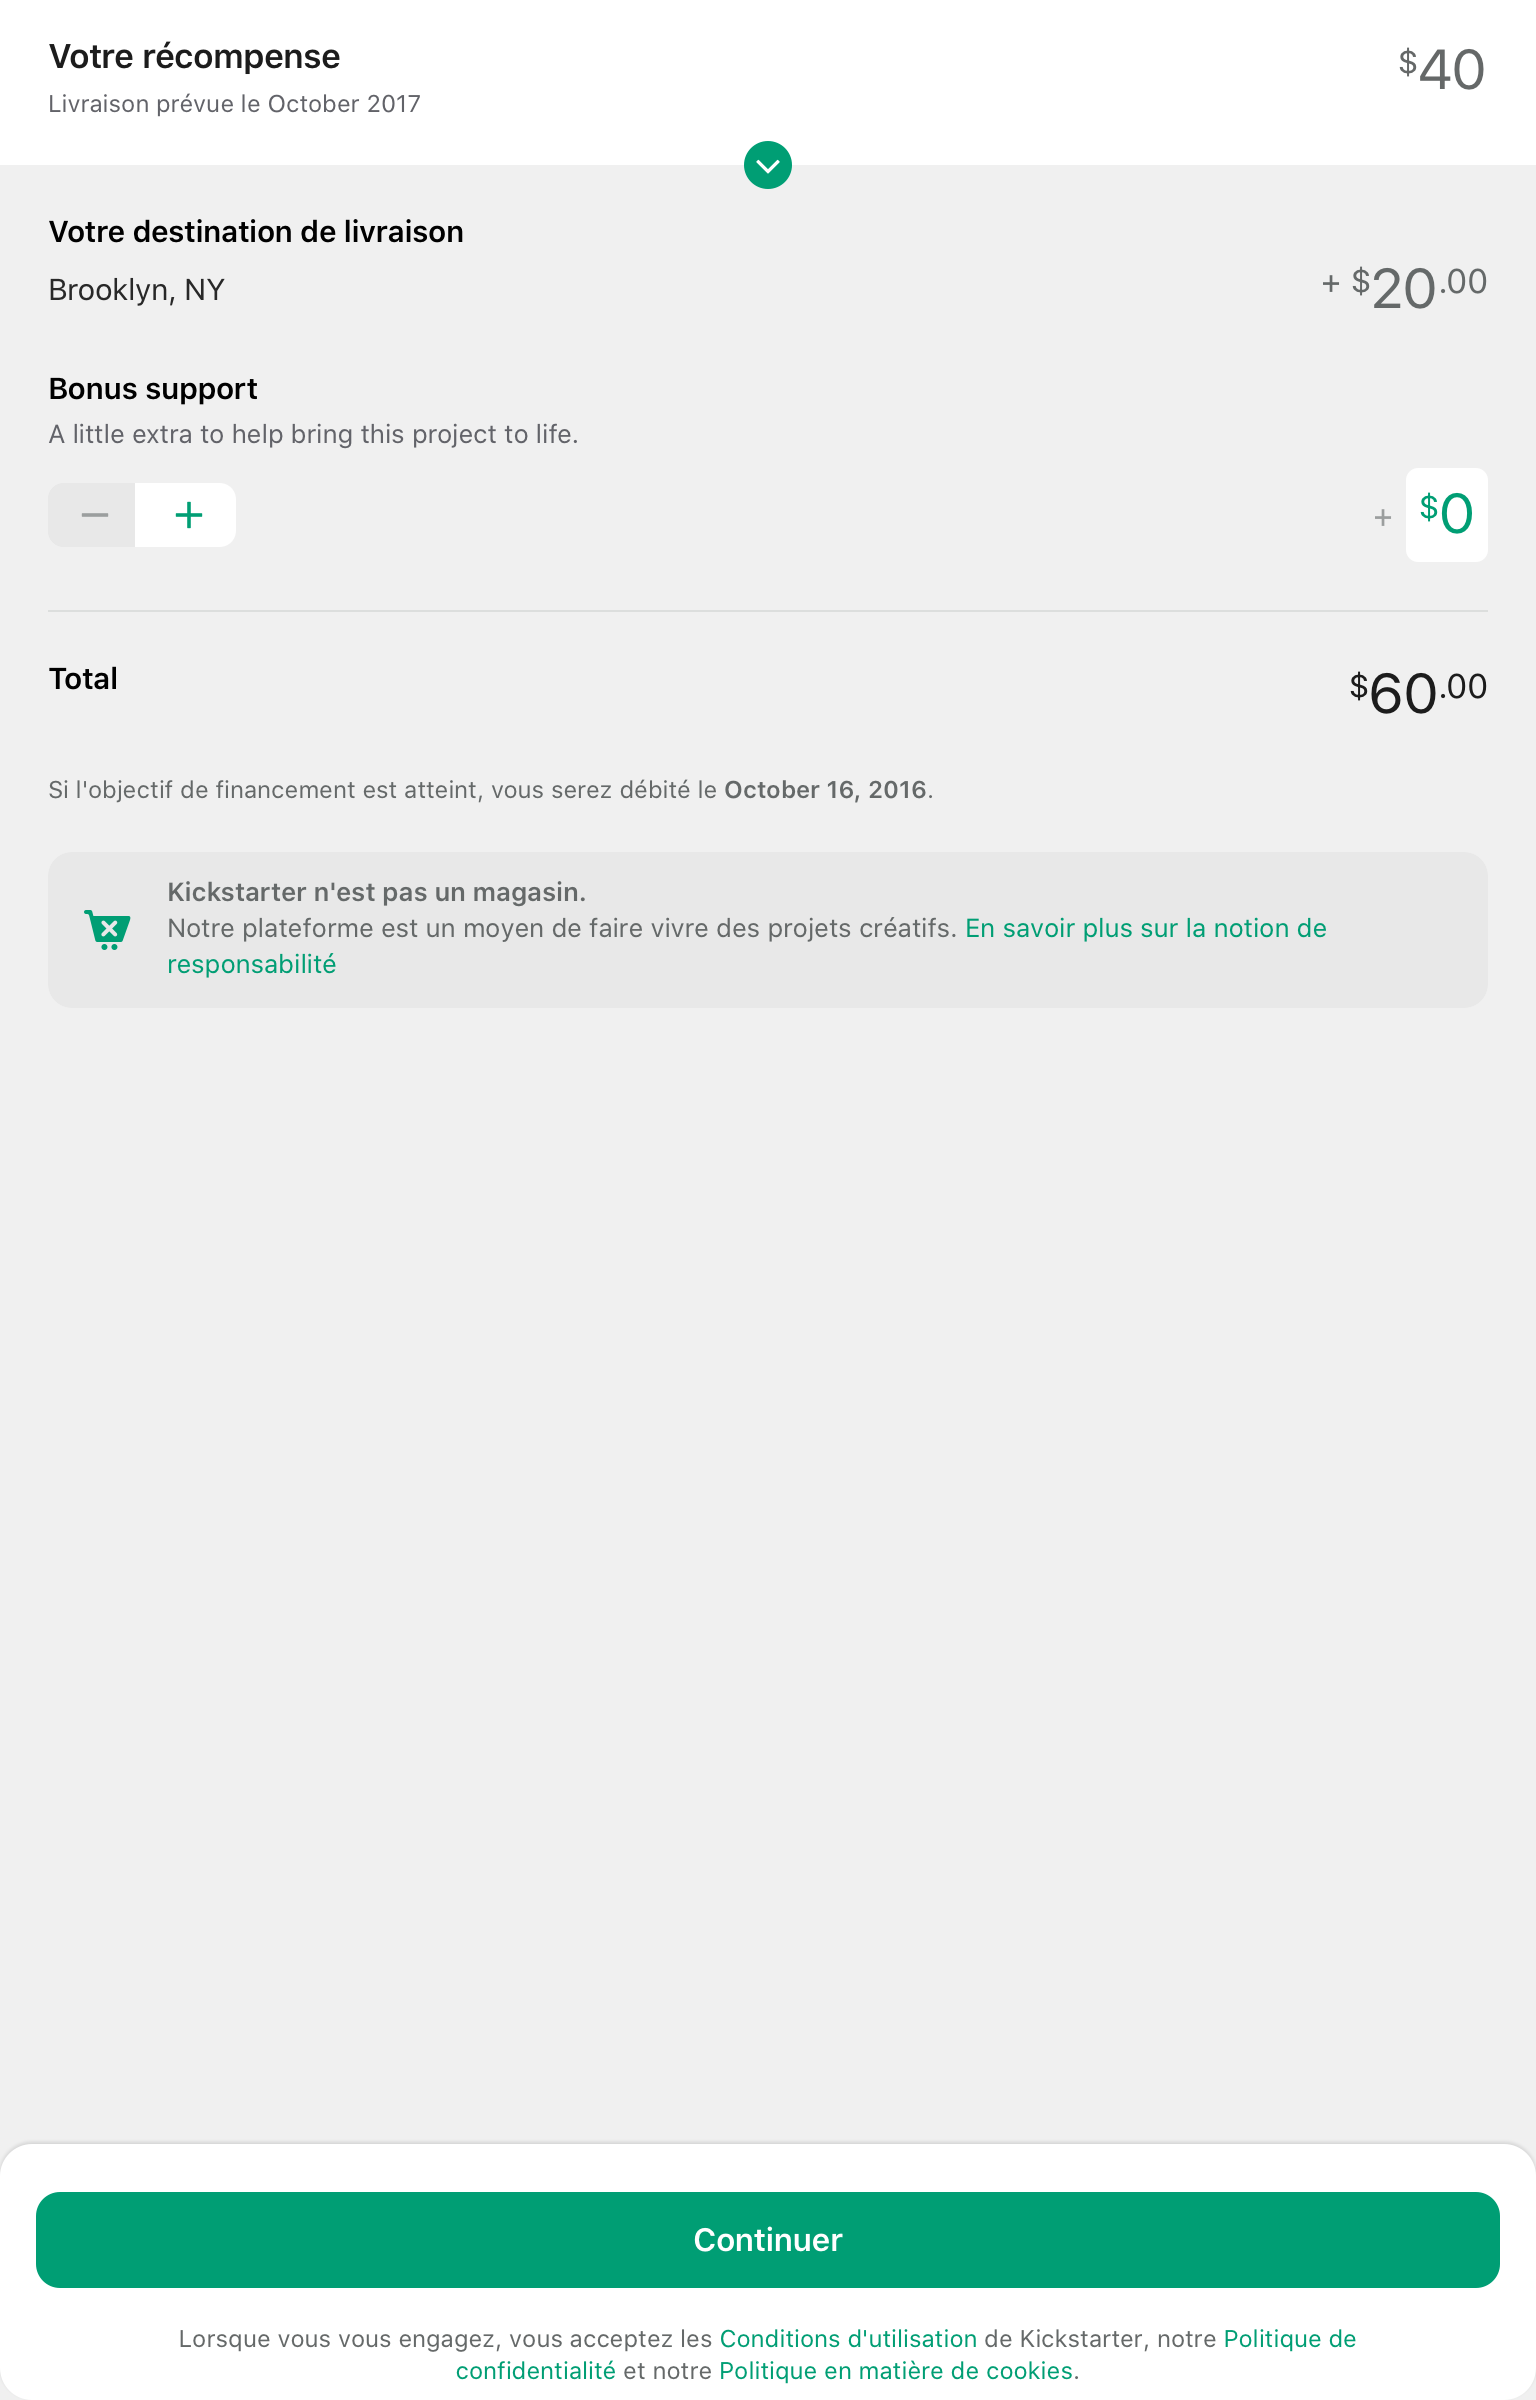 Votre récompense
$40
Livraison prévue le October 2017
Votre destination de livraison
Brooklyn, NY
+ $20.00
Bonus support
A little extra to help bring this project to life.
+ $0
Total
$60.00
Si l'objectif de financement est atteint, vous serez débité le October 16, 2016.
Kickstarter n'est pas un magasin.
Notre plateforme est un moyen de faire vivre des projets créatifs. En savoir plus sur la notion de
responsabilité
Continuer
Lorsque vous vous engagez, vous acceptez les Conditions d'utilisation de Kickstarter, notre Politique de
confidentialité et notre Politique en matière de cookies.